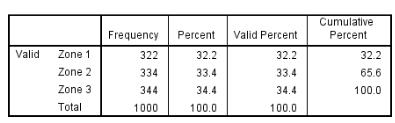 Frequency Percent Valid Percent Cumulative Percent
Valid Zone 1 322 32.2 32.2 32.2
Zone 2 334 33.4 33.4 65.6
Zone 3 344 34.4 34.4 100.0
Total 1000 100.0 100.0